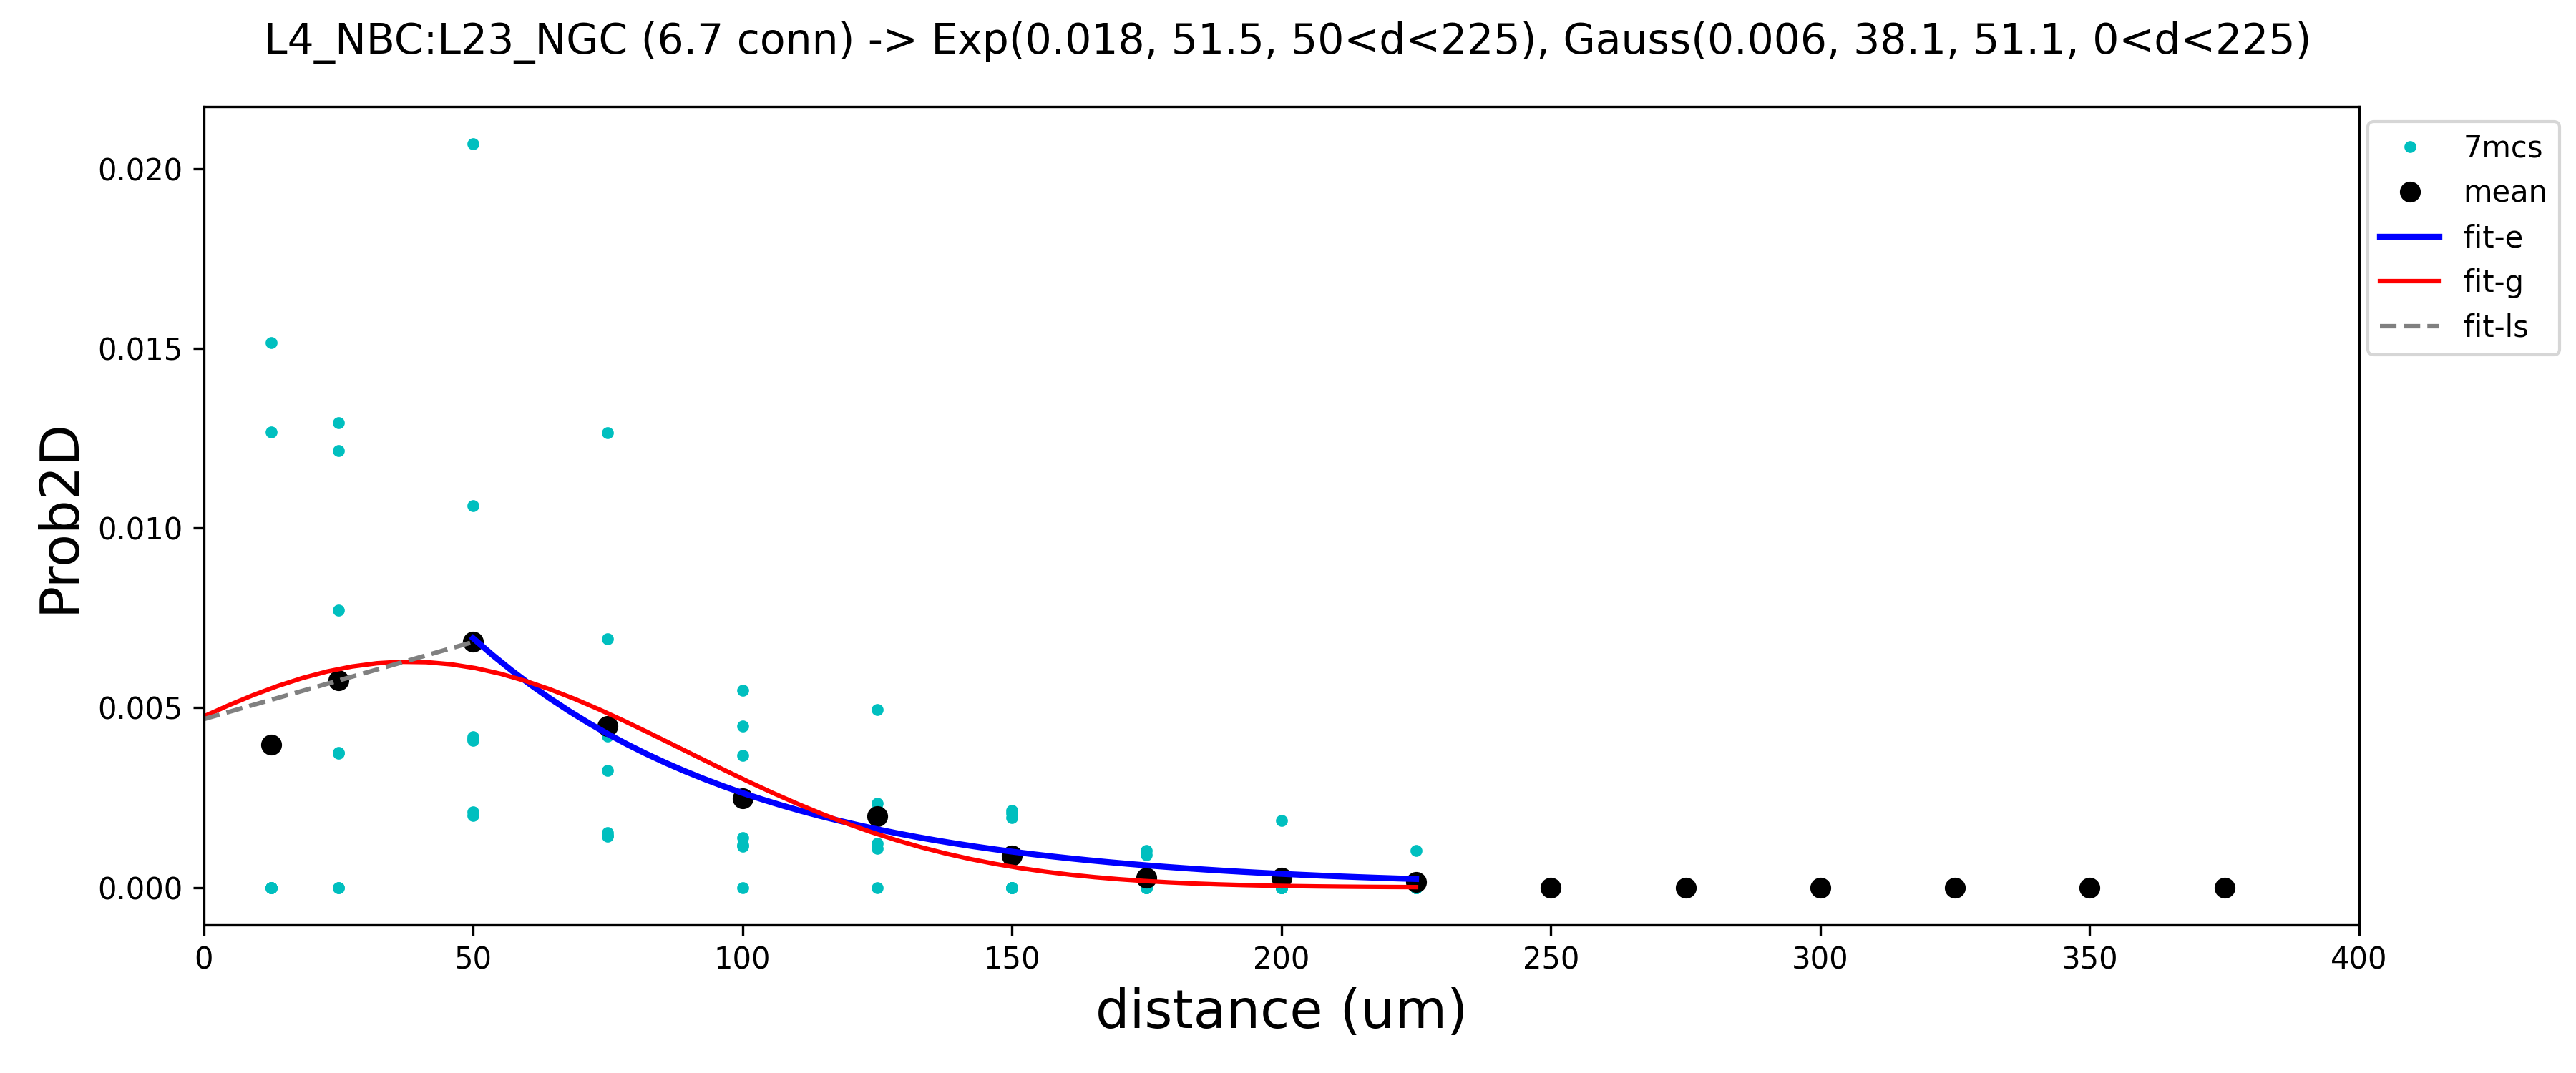 L4_NBC:L23_NGC (6.7 conn) -> Exp(0.018, 51.5, 50<d<225), Gauss(0.006, 38.1, 51.1, 0<d<225)
7mcs
mean
fit-e
fit-g
fit-ls
Prob2D
0.020
0.015
0.010
0.005
0.000
0 50 100 150 200 250 300 350 400
distance (um)